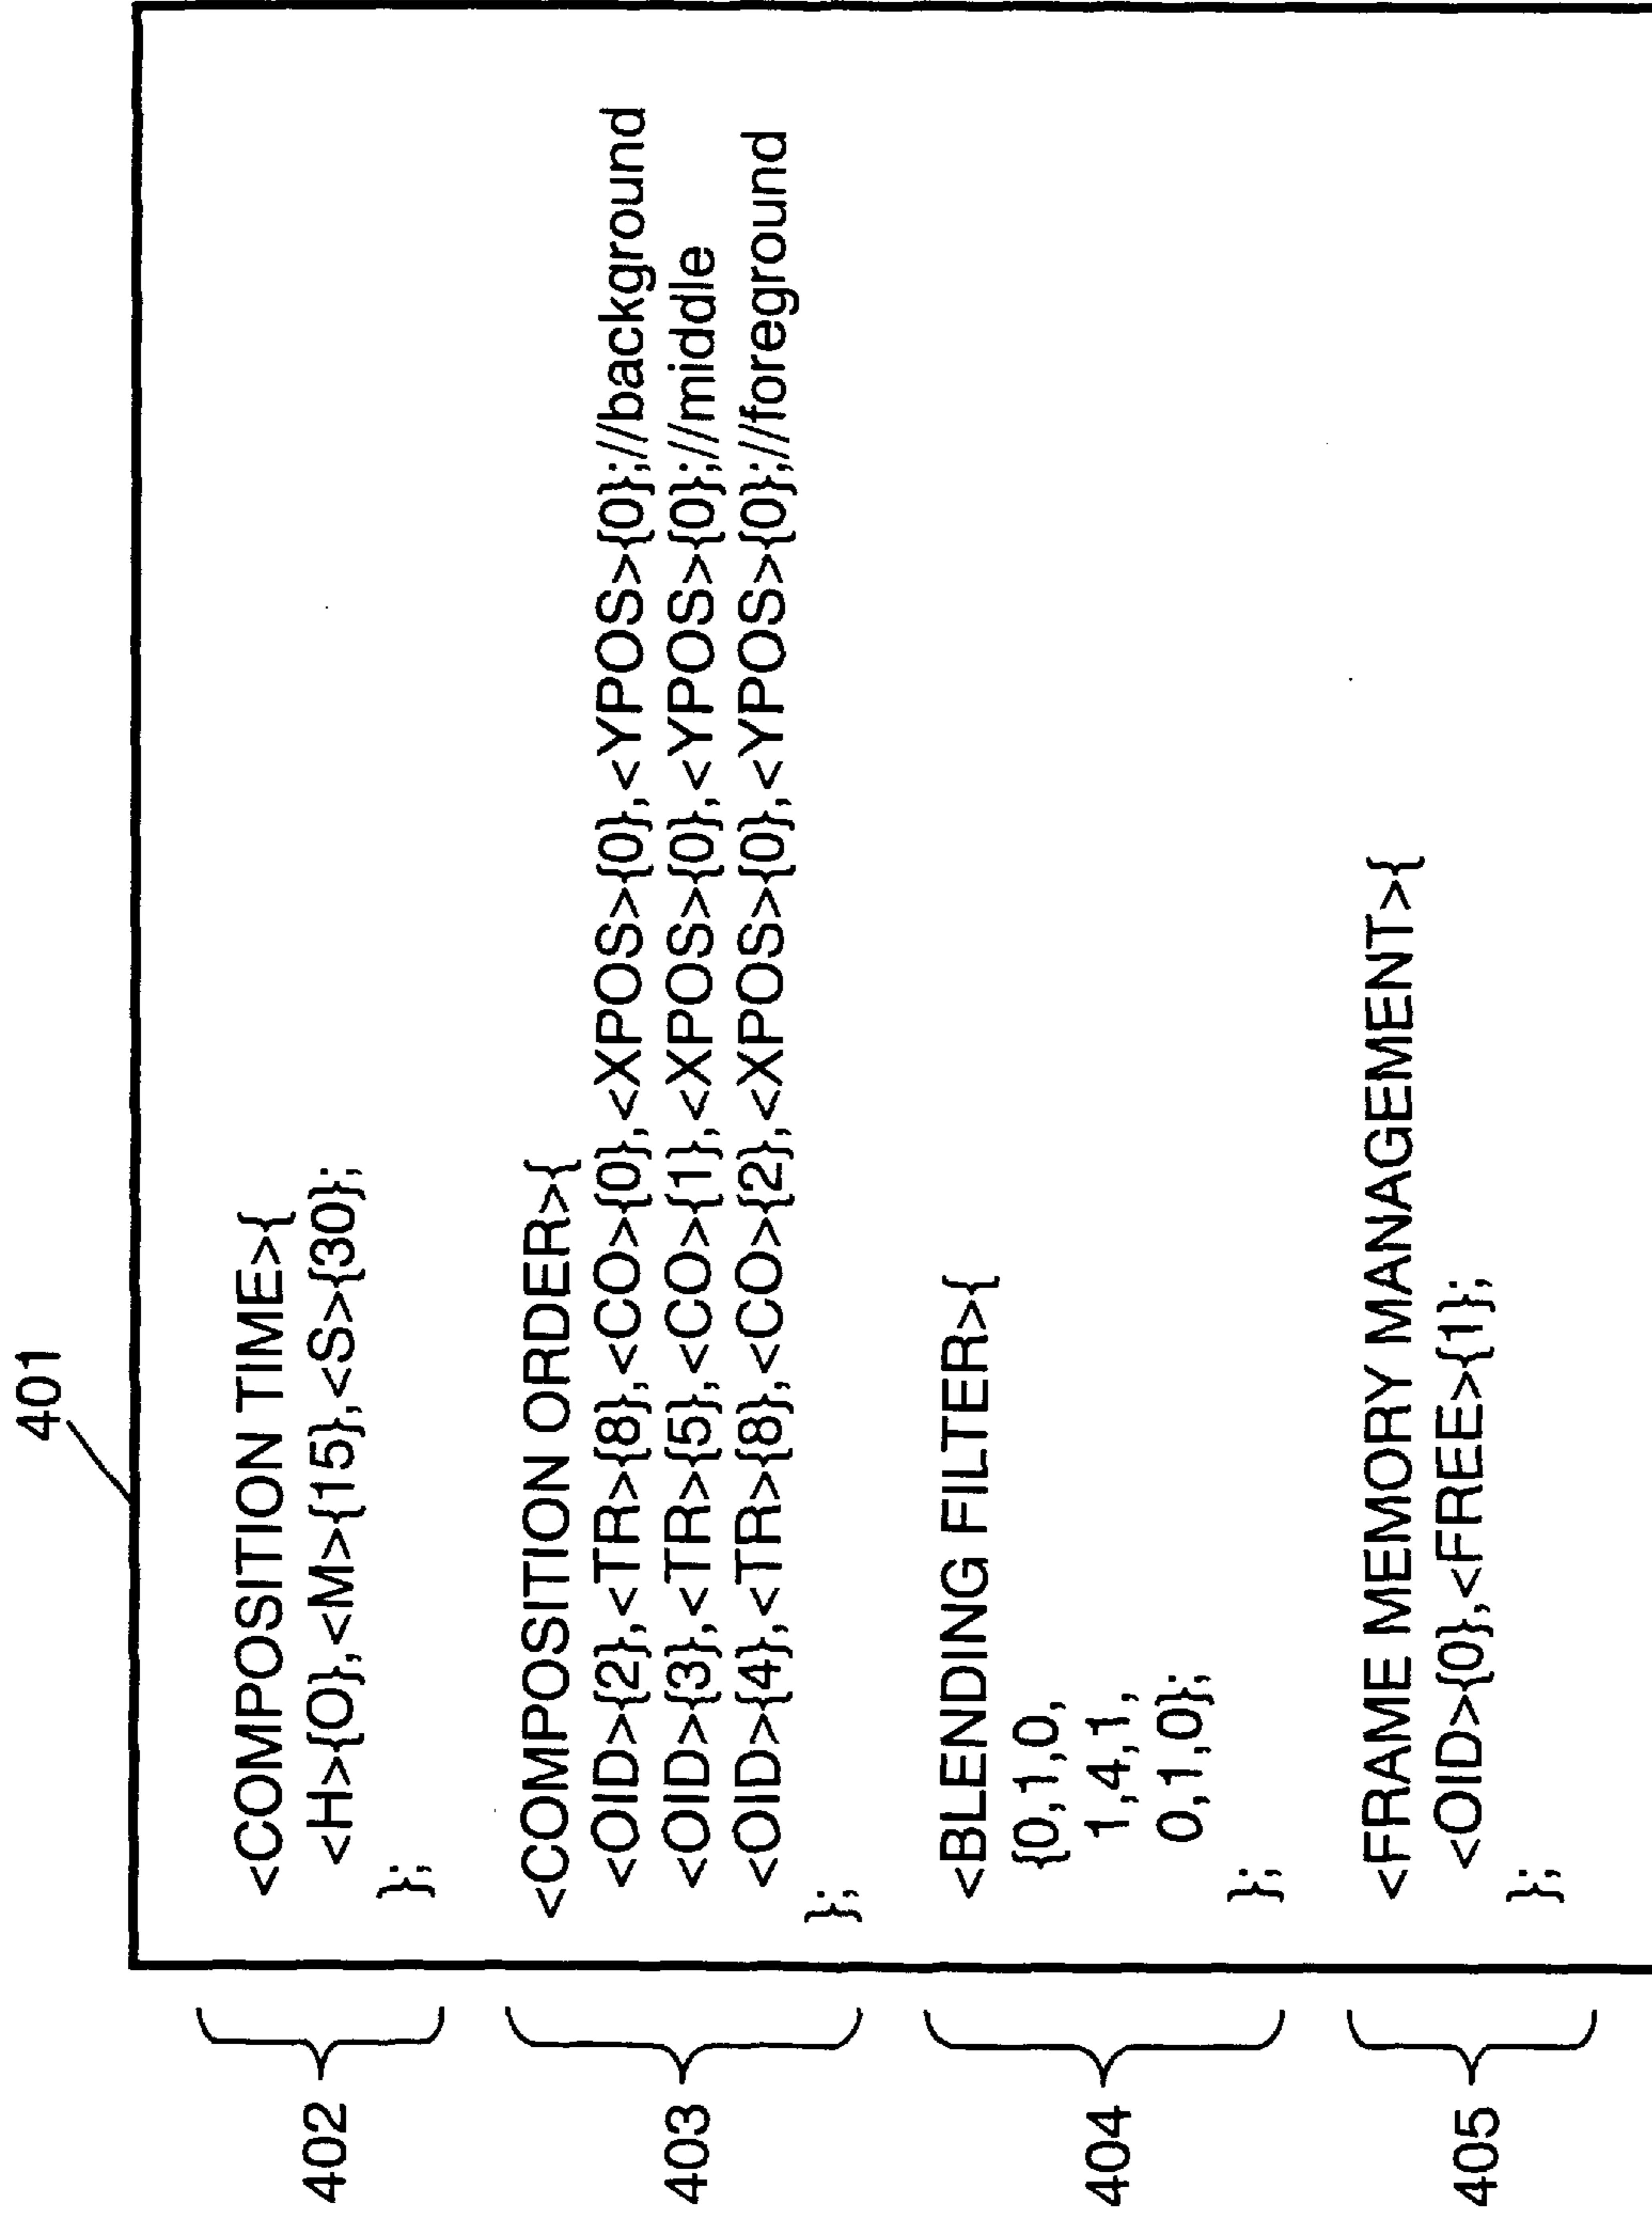 401
402
<COMPOSITION TIME>{
<H>{O},<M>{15},<S>{30};
};
403
<COMPOSITION ORDER>{
<OID>{2},<TR>{8},<CO>{0},<XPOS>{0},<YPOS>{0};//background
<OID>{3},<TR>{5},<CO>{1},<XPOS>{0},<YPOS>{0};//middle
<OID>{4},<TR>{8},<CO>{2},<XPOS>{0},<YPOS>{0};//foreground
};
404
<BLENDING FILTER>{
{0,1,0,
1,4,1,
0,1,0};
};
405
<FRAME MEMORY MANAGEMENT>{
<OID>{0},<FREE>{1};
};